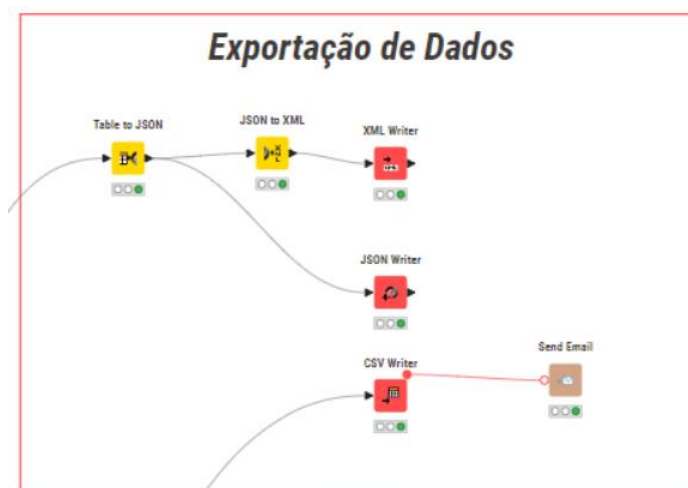 Exportação de Dados
Table to JSON
JSON to XML
XML Writer
JSON Writer
CSV Writer
Send Email